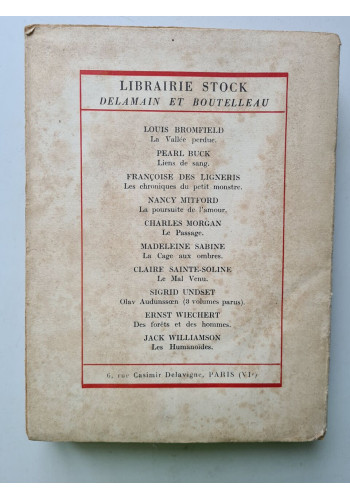 LIBRAIRIE STOCK
DELAMAIN ET BOUTELLEAU
LOUIS BROMFIELD
La Vallée perdue.
PEARL BUCK
Liens de sang.
FRANÇOISE DES LIGNERIS
Les chroniques du petit monstre.
NANCY MITFORD
La poursuite de l'amour.
CHARLES MORGAN
Le Passage.
MADELEINE SABINE
La Cage aux ombres.
CLAIRE SAINTE-SOLINE
Le Mal Venu.
SIGRID UNDSET
Olav Audunssœn (3 volumes parus).
ERNST WIECHERT
Des forêts et des hommes.
JACK WILLIAMSON
Les Humanoïdes.
6, rue Casimir Delavigne, PARIS (VIe)